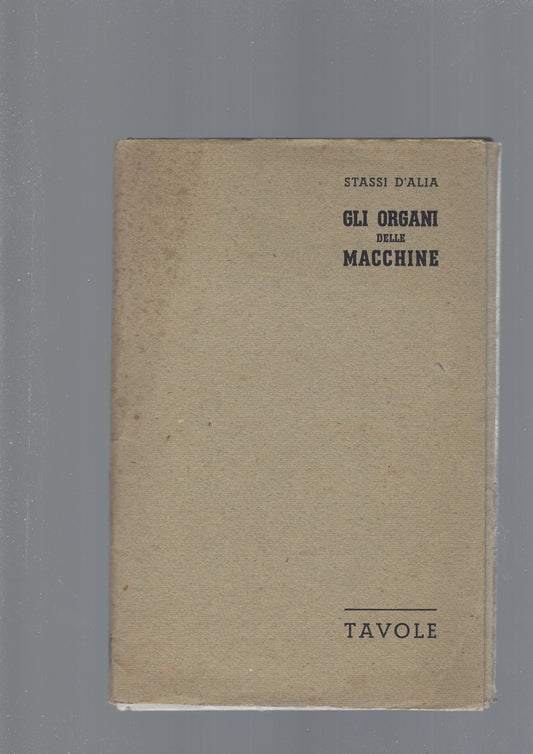 STASSI D'ALIA
GLI ORGANI
DELLE
MACCHINE
TAVOLE